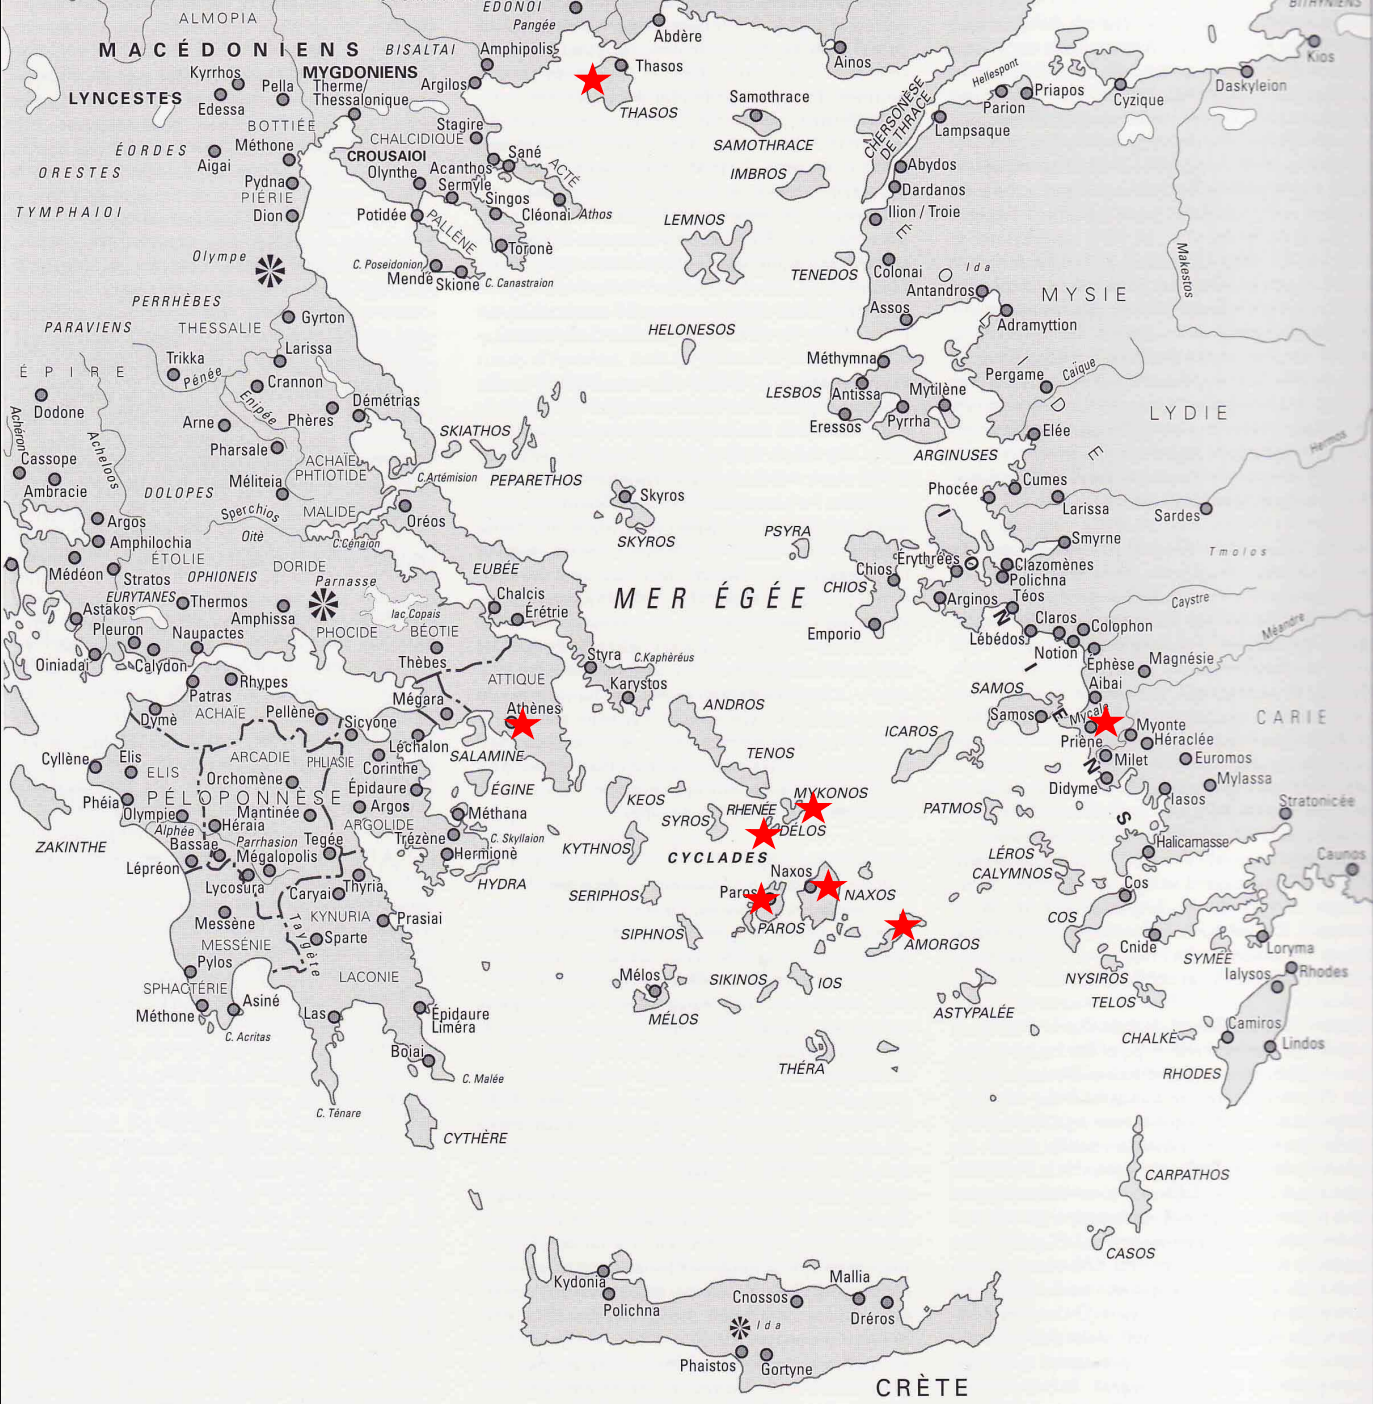 ALMOPIA
EDONOI
Pangée
BITHYNIENS
MACÉDONIENS
BISALTAI
Amphipolis
Abdère
Ainos
Kios
Kyrrhos
Pella
MYGDONIENS
Therme/
Thessalonique
Argilos
Thasos
THASOS
Hellespont
Priapos
Parion
Cyzique
Daskyleion
LYNCESTES
Edessa
BOTTIÉE
Stagire
CHALCIDIQUE
Samothrace
SAMOTHRACE
CHERSONÈSE
DE THRACE
Lampsaque
ÉORDES
Aigai
Méthone
CROUSAIOI
Olynthe
Acanthos
Sané
ACTÉ
IMBROS
Abydos
ORESTES
Pydna
PIÉRIE
Sermyle
Singos
Dardanos
TYMPHAIOI
Dion
Potidée
PALLÈNE
Cléonai
Athos
LEMNOS
Ilion / Troie
Olympe
C. Poseidonion
Mendé
Skionè
Toronè
C. Canastraion
TENEDOS
Colonai
Ida
Antandros
MYSIE
Makestos
PERRHÈBES
PARAVIENS
THESSALIE
Gyrton
HELONESOS
Assos
Adramyttion
Trikka
Pénée
Larissa
Crannon
Méthymna
LESBOS
Antissa
Mytilène
Pergame
Caïque
ÉPIRE
Dodone
Achéron
Acheloos
Arne
Enipée
Phères
Démétrias
Eressos
Pyrrha
ARGINUSES
Elée
LYDIE
Hermos
Cassope
Ambracie
Pharsale
ACHAÏE
PHTIOTIDE
SKIATHOS
PEPARETHOS
C.Artémision
Méliteia
DOLOPES
Sperchios
MALIDE
Oréos
Skyros
SKYROS
Phocée
Cumes
Larissa
Sardes
Argos
Amphilochia
Oitè
C.Cénaion
PSYRA
Smyrne
Tmolos
ÉTOLIE
Médéon
Stratos
OPHIONEIS
DORIDE
EUBÉE
Chios
CHIOS
Érythrées
Clazomènes
Polichna
EURYTANES
Thermos
Parnasse
Amphissa
lac Copais
Chalcis
Érétrie
MER ÉGÉE
Arginos
Téos
Caystre
Astakos
Pleuron
Naupactes
PHOCIDE
BÉOTIE
Emporio
Lébédos
Claros
Colophon
Notion
Méandre
Oiniadai
Calydon
Thèbes
Styra
C.Kaphèréus
Éphèse
Magnésie
IONIENS
ÉOLIDE
Patras
Rhypes
ATTIQUE
Karystos
SAMOS
Samos
Aibai
Mycale
Dymè
ACHAÏE
Pellène
Sicyone
Mégara
Athènes
ANDROS
ICAROS
Priène
Myonte
Héraclée
CARIE
Cyllène
Élis
ELIS
ARCADIE
PHLIASIE
Léchalon
Corinthe
SALAMINE
TENOS
Milet
Euromos
Orchomène
Épidaure
ÉGINE
Didyme
Mylassa
Phéia
PÉLOPONNÈSE
Olympie
Mantinée
Argos
ARGOLIDE
Méthana
KEOS
SYROS
RHENÉE
MYKONOS
DÉLOS
PATMOS
Iasos
Stratonicée
Alphée
Héraia
Bassae
Parrhasion
Tegée
Trézène
C. Skyllaion
Hermionè
KYTHNOS
CYCLADES
LÉROS
CALYMNOS
Halicarnasse
Caunos
ZAKINTHE
Lépréon
Mégalopolis
Lycosura
Caryai
Thyria
HYDRA
SERIPHOS
Paros
PAROS
Naxos
NAXOS
Cos
COS
Messène
KYNURIA
Prasiai
SIPHNOS
AMORGOS
Cnide
SYMÉE
Loryma
MESSÉNIE
Sparte
Taygète
Pylos
SPHACTÉRIE
LACONIE
Mélos
MÉLOS
SIKINOS
IOS
ASTYPALÉE
NYSIROS
TELOS
Ialysos
Rhodes
Méthone
Asiné
C. Acritas
Las
Épidaure
Liméra
CHALKÈ
Camiros
Lindos
Boiai
C. Malée
THÉRA
RHODES
C. Ténare
CYTHÈRE
CARPATHOS
CASOS
Kydonia
Polichna
Cnossos
Mallia
Dréros
Ida
Phaistos
Gortyne
CRÈTE